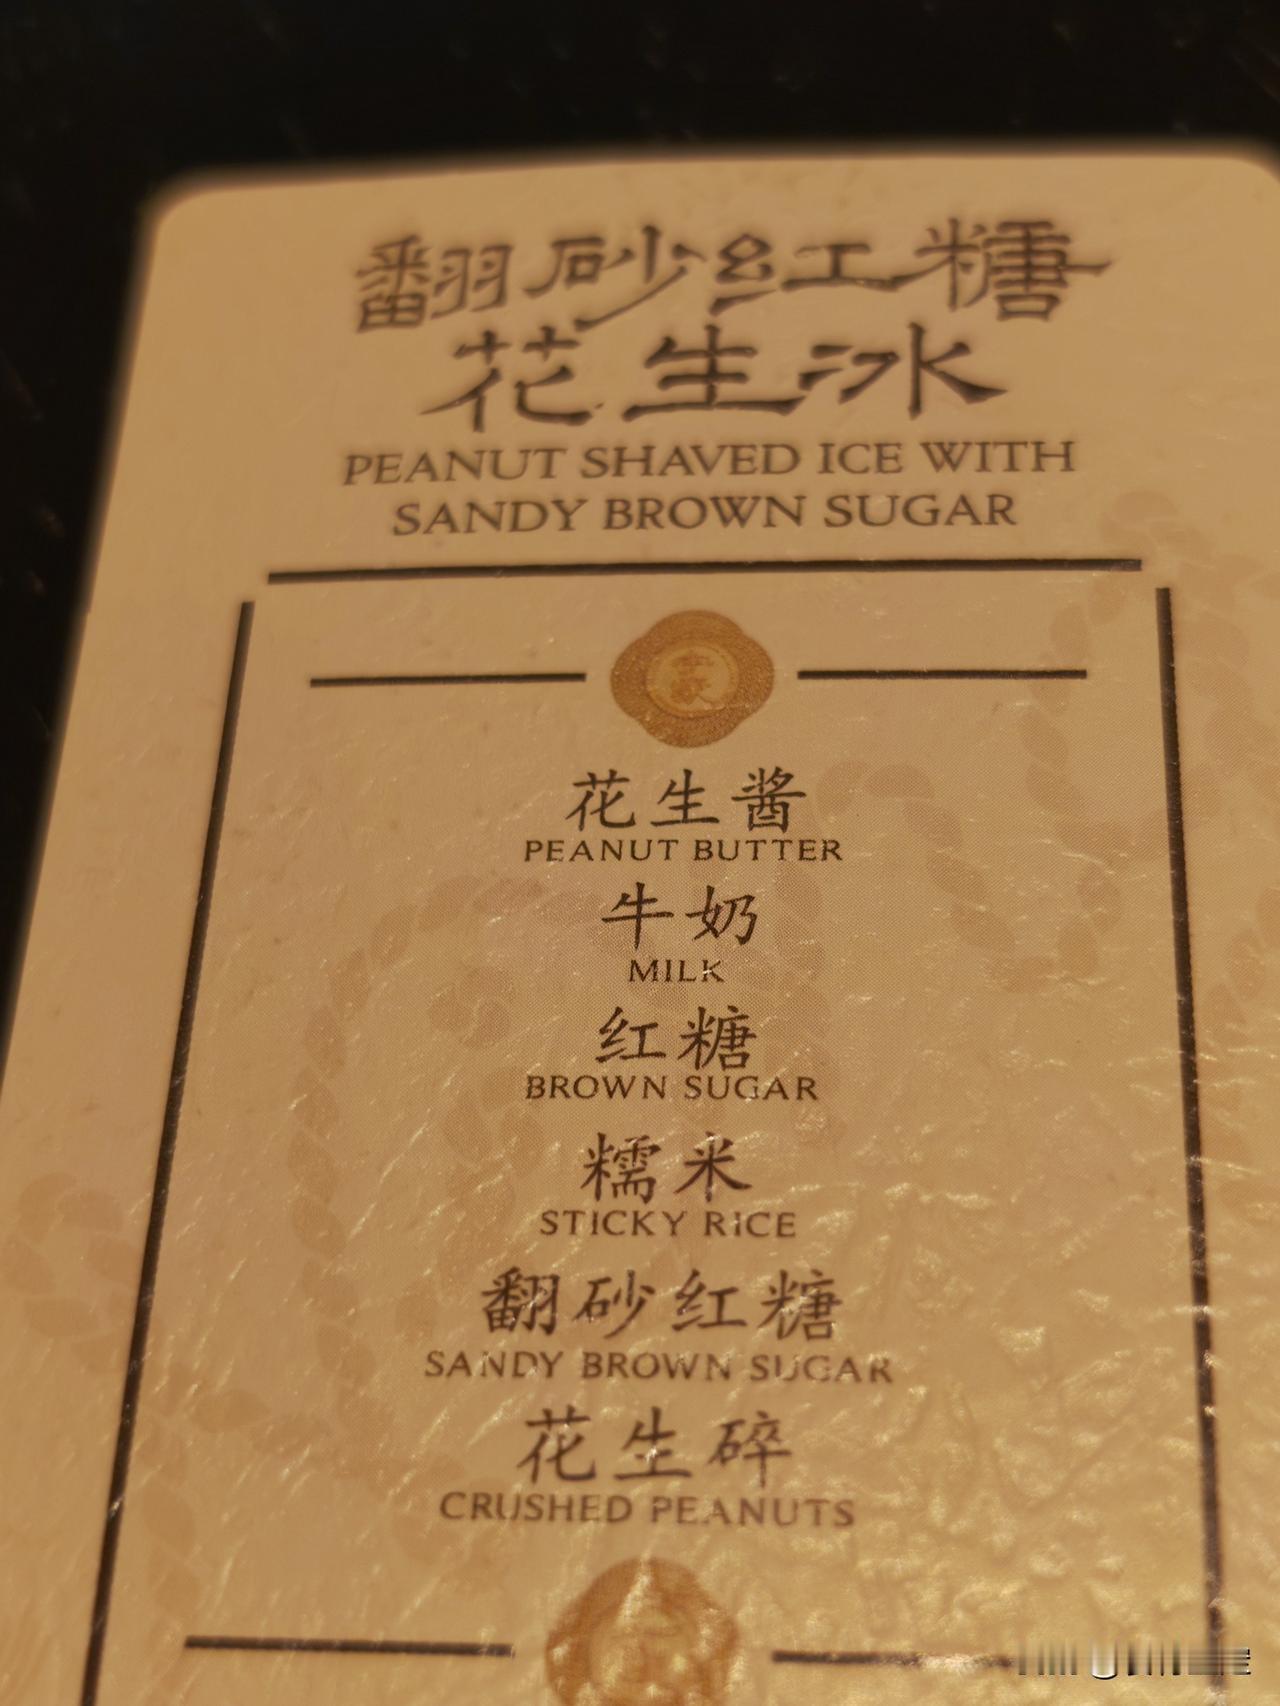 翻砂红糖
花生冰
PEANUT SHAVED ICE WITH
SANDY BROWN SUGAR
花生酱
PEANUT BUTTER
牛奶
MILK
红糖
BROWN SUGAR
糯米
STICKY RICE
翻砂红糖
SANDY BROWN SUGAR
花生碎
CRUSHED PEANUTS